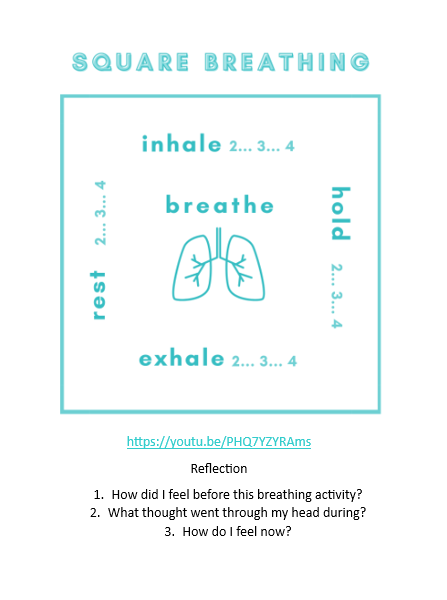 SQUARE BREATHING
inhale 2... 3... 4
breathe
hold 2... 3... 4
exhale 2... 3... 4
rest 2... 3... 4
https://youtu.be/PHQ7YZYRAms
Reflection
1. How did I feel before this breathing activity?
2. What thought went through my head during?
3. How do I feel now?